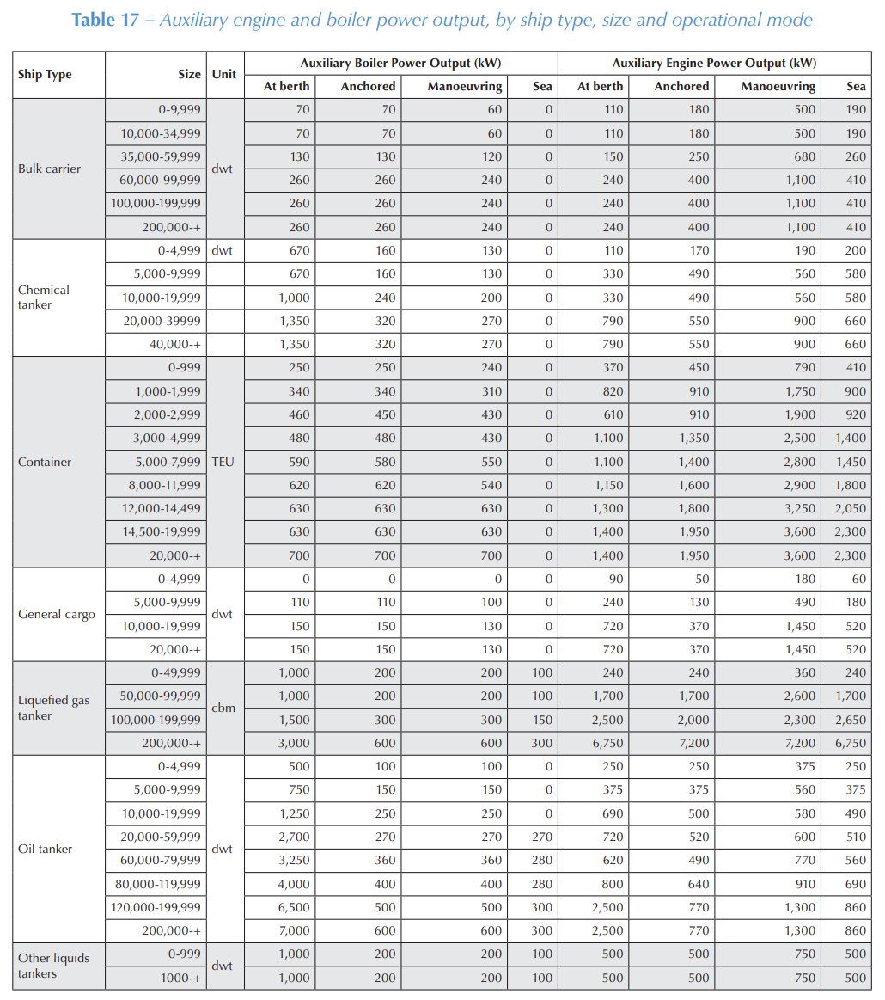 Table 17 – Auxiliary engine and boiler power output, by ship type, size and operational mode
Ship Type Size Unit Auxiliary Boiler Power Output (kW) Auxiliary Engine Power Output (kW)
At berth Anchored Manoeuvring Sea At berth Anchored Manoeuvring Sea
Bulk carrier dwt
0-9,999 70 70 60 0 110 180 500 190
10,000-34,999 70 70 60 0 110 180 500 190
35,000-59,999 130 130 120 0 150 250 680 260
60,000-99,999 260 260 240 0 240 400 1,100 410
100,000-199,999 260 260 240 0 240 400 1,100 410
200,000-+ 260 260 240 0 240 400 1,100 410
Chemical tanker
0-4,999 dwt 670 160 130 0 110 170 190 200
5,000-9,999 670 160 130 0 330 490 560 580
10,000-19,999 1,000 240 200 0 330 490 560 580
20,000-39999 1,350 320 270 0 790 550 900 660
40,000-+ 1,350 320 270 0 790 550 900 660
Container TEU
0-999 250 250 240 0 370 450 790 410
1,000-1,999 340 340 310 0 820 910 1,750 900
2,000-2,999 460 450 430 0 610 910 1,900 920
3,000-4,999 480 480 430 0 1,100 1,350 2,500 1,400
5,000-7,999 590 580 550 0 1,100 1,400 2,800 1,450
8,000-11,999 620 620 540 0 1,150 1,600 2,900 1,800
12,000-14,499 630 630 630 0 1,300 1,800 3,250 2,050
14,500-19,999 630 630 630 0 1,400 1,950 3,600 2,300
20,000-+ 700 700 700 0 1,400 1,950 3,600 2,300
General cargo dwt
0-4,999 0 0 0 0 90 50 180 60
5,000-9,999 110 110 100 0 240 130 490 180
10,000-19,999 150 150 130 0 720 370 1,450 520
20,000-+ 150 150 130 0 720 370 1,450 520
Liquefied gas tanker cbm
0-49,999 1,000 200 200 100 240 240 360 240
50,000-99,999 1,000 200 200 100 1,700 1,700 2,600 1,700
100,000-199,999 1,500 300 300 150 2,500 2,000 2,300 2,650
200,000-+ 3,000 600 600 300 6,750 7,200 7,200 6,750
Oil tanker dwt
0-4,999 500 100 100 0 250 250 375 250
5,000-9,999 750 150 150 0 375 375 560 375
10,000-19,999 1,250 250 250 0 690 500 580 490
20,000-59,999 2,700 270 270 270 720 520 600 510
60,000-79,999 3,250 360 360 280 620 490 770 560
80,000-119,999 4,000 400 400 280 800 640 910 690
120,000-199,999 6,500 500 500 300 2,500 770 1,300 860
200,000-+ 7,000 600 600 300 2,500 770 1,300 860
Other liquids tankers dwt
0-999 1,000 200 200 100 500 500 750 500
1000-+ 1,000 200 200 100 500 500 750 500